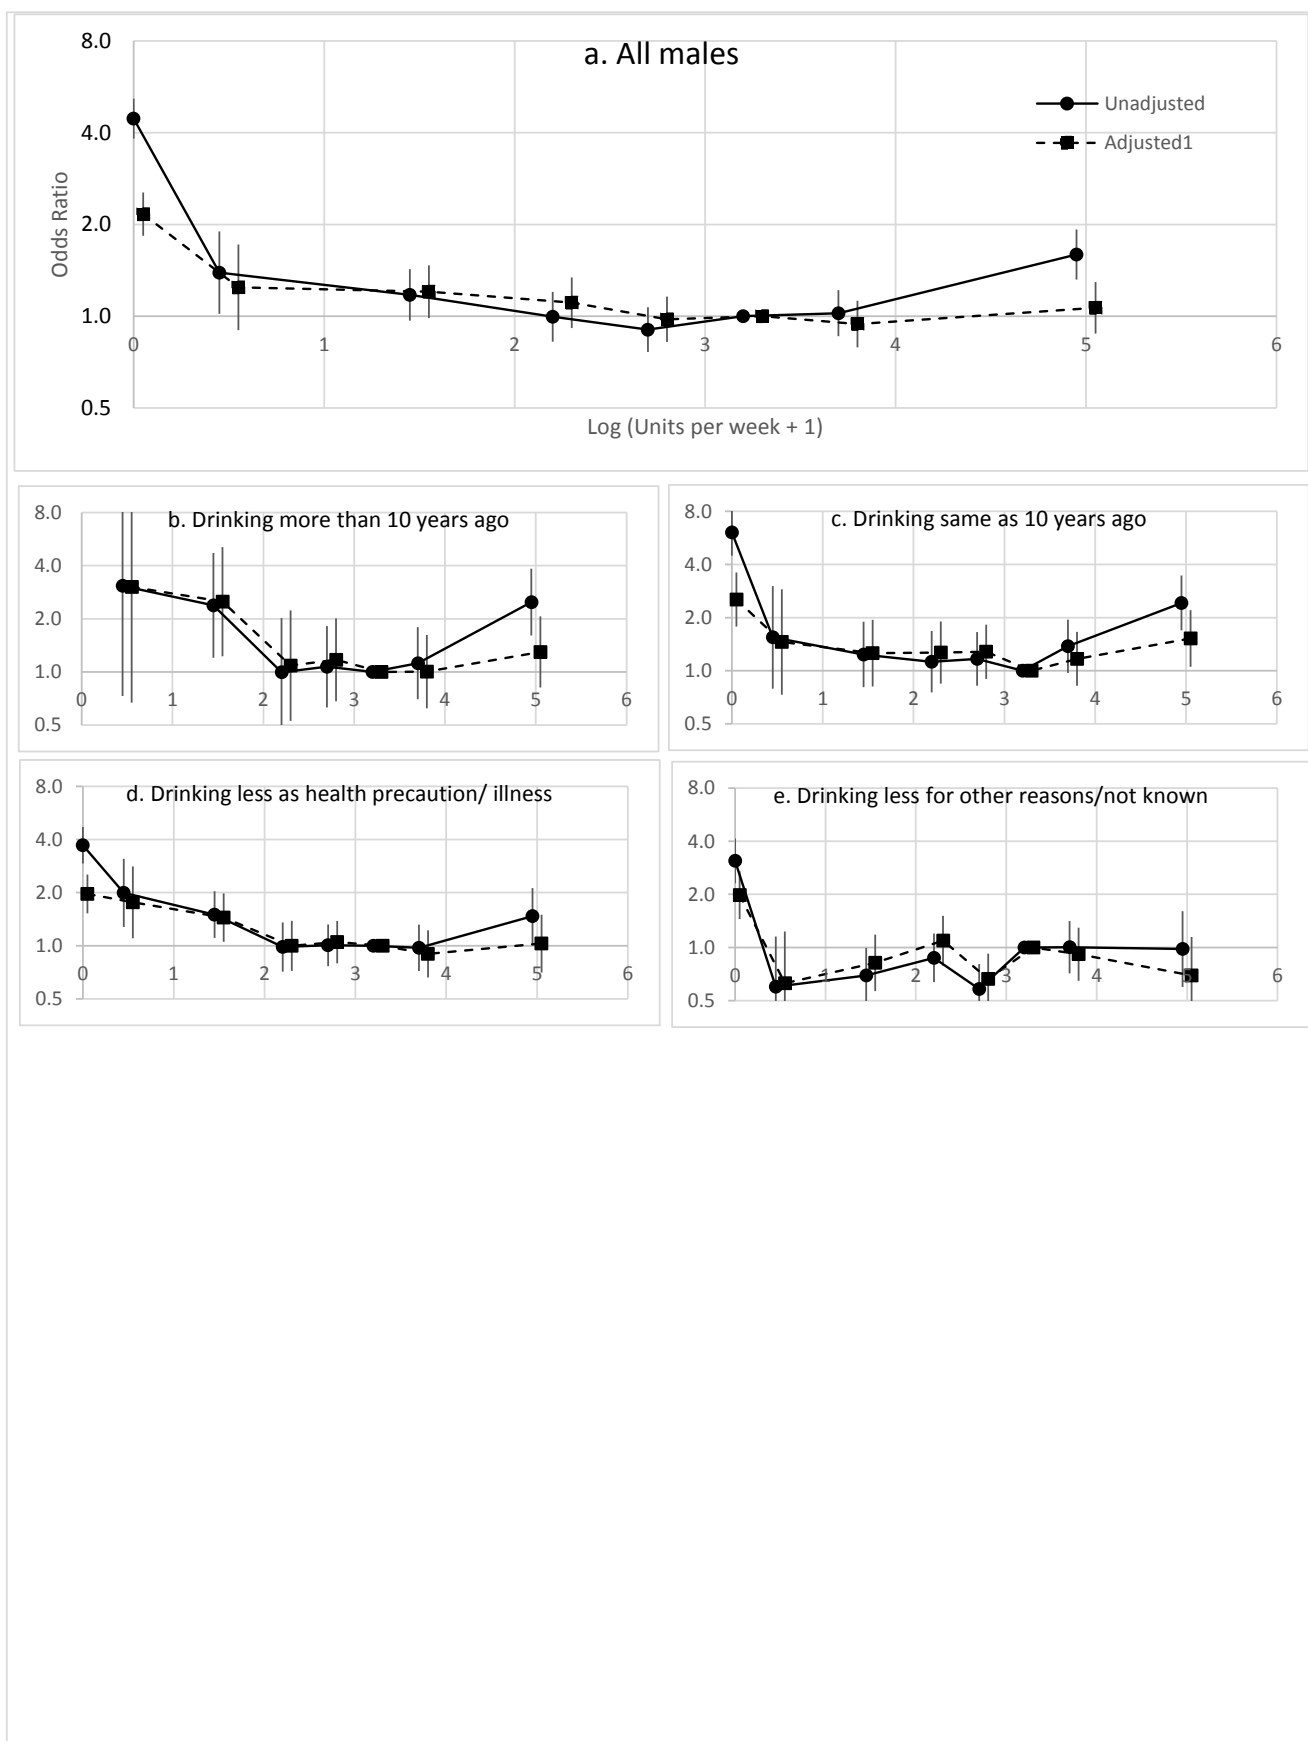 a. All males
8.0
4.0
2.0
1.0
0.5
Odds Ratio
Unadjusted
Adjusted1
0 1 2 3 4 5 6
Log (Units per week + 1)
b. Drinking more than 10 years ago
8.0
4.0
2.0
1.0
0.5
0 1 2 3 4 5 6
c. Drinking same as 10 years ago
8.0
4.0
2.0
1.0
0.5
0 1 2 3 4 5 6
d. Drinking less as health precaution/ illness
8.0
4.0
2.0
1.0
0.5
0 1 2 3 4 5 6
e. Drinking less for other reasons/not known
8.0
4.0
2.0
1.0
0.5
0 1 2 3 4 5 6